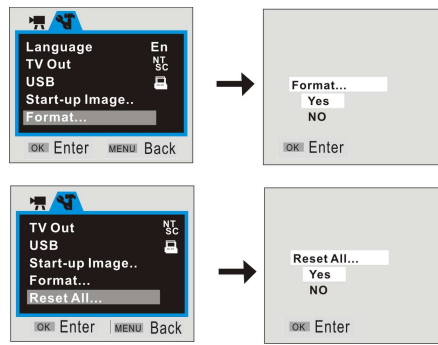 Language En
TV Out NT SC
USB
Start-up Image..
Format...
OK Enter MENU Back
Format...
Yes
NO
OK Enter
TV Out NT SC
USB
Start-up Image..
Format...
Reset All...
OK Enter MENU Back
Reset All...
Yes
NO
OK Enter